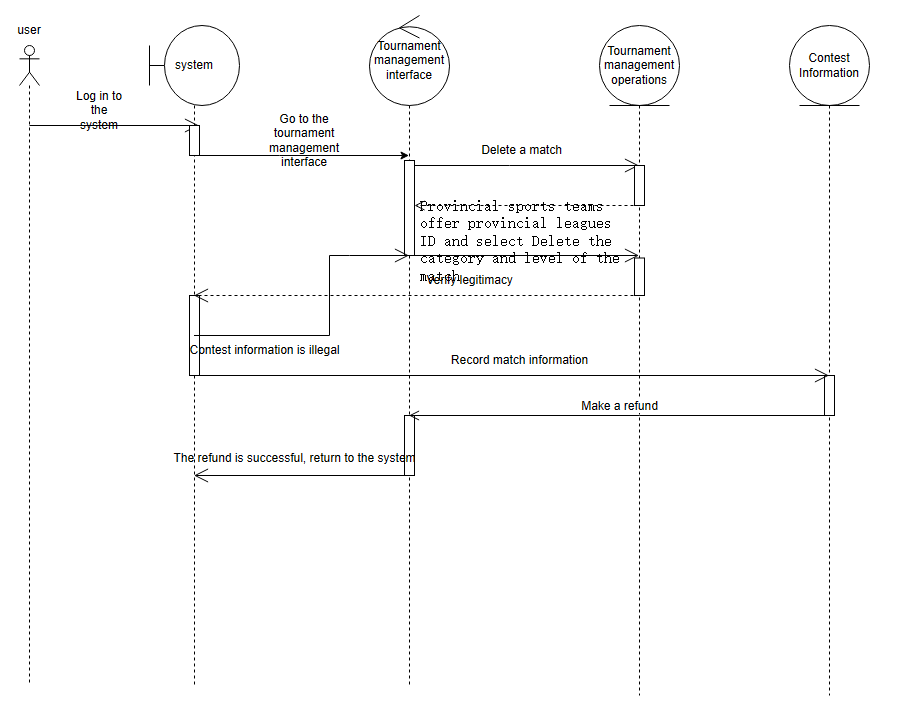 user
system
Tournament
management
interface
Tournament
management
operations
Contest
Information
Log in to
the
system
Go to the
tournament
management
interface
Delete a match
Provincial sports teams
offer provincial leagues
ID and select Delete the
category and level of the
match
Verify legitimacy
Contest information is illegal
Record match information
Make a refund
The refund is successful, return to the system